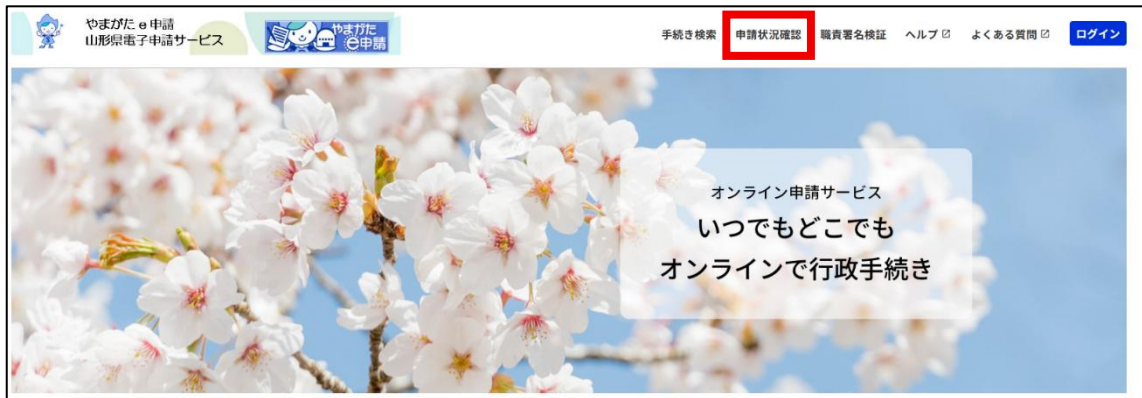 やまがた e 申請
山形県電子申請サービス
やまがた
e申請
手続き検索 申請状況確認 職責署名検証 ヘルプ よくある質問 ログイン
オンライン申請サービス
いつでもどこでも
オンラインで行政手続き